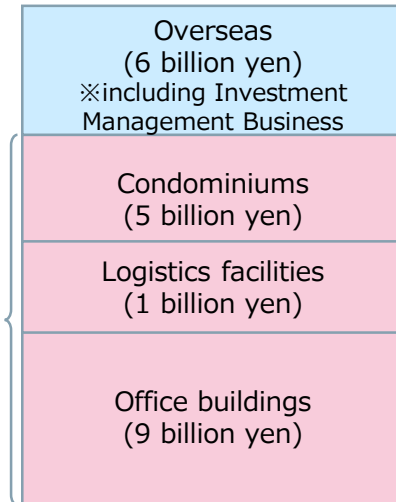 Overseas
(6 billion yen)
※including Investment
Management Business
Condominiums
(5 billion yen)
Logistics facilities
(1 billion yen)
Office buildings
(9 billion yen)